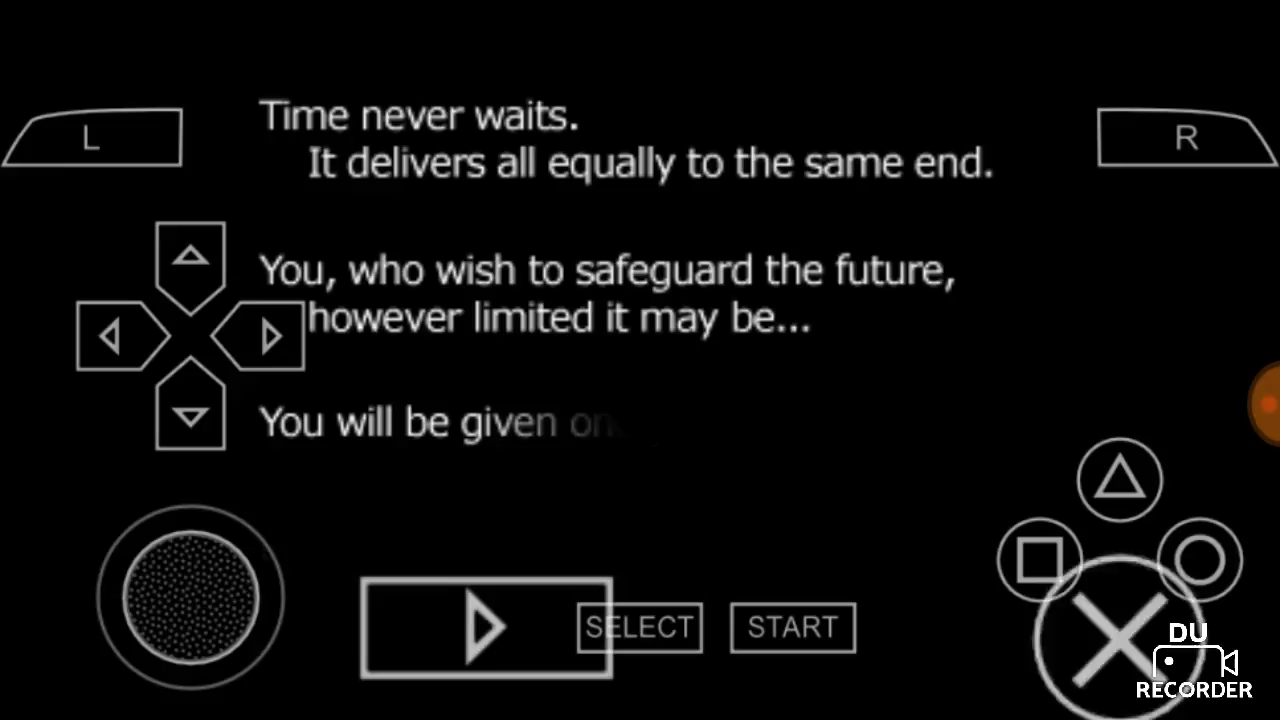 Time never waits.
It delivers all equally to the same end.
L
R
You, who wish to safeguard the future,
however limited it may be...
You will be given
SELECT
START
DU
RECORDER